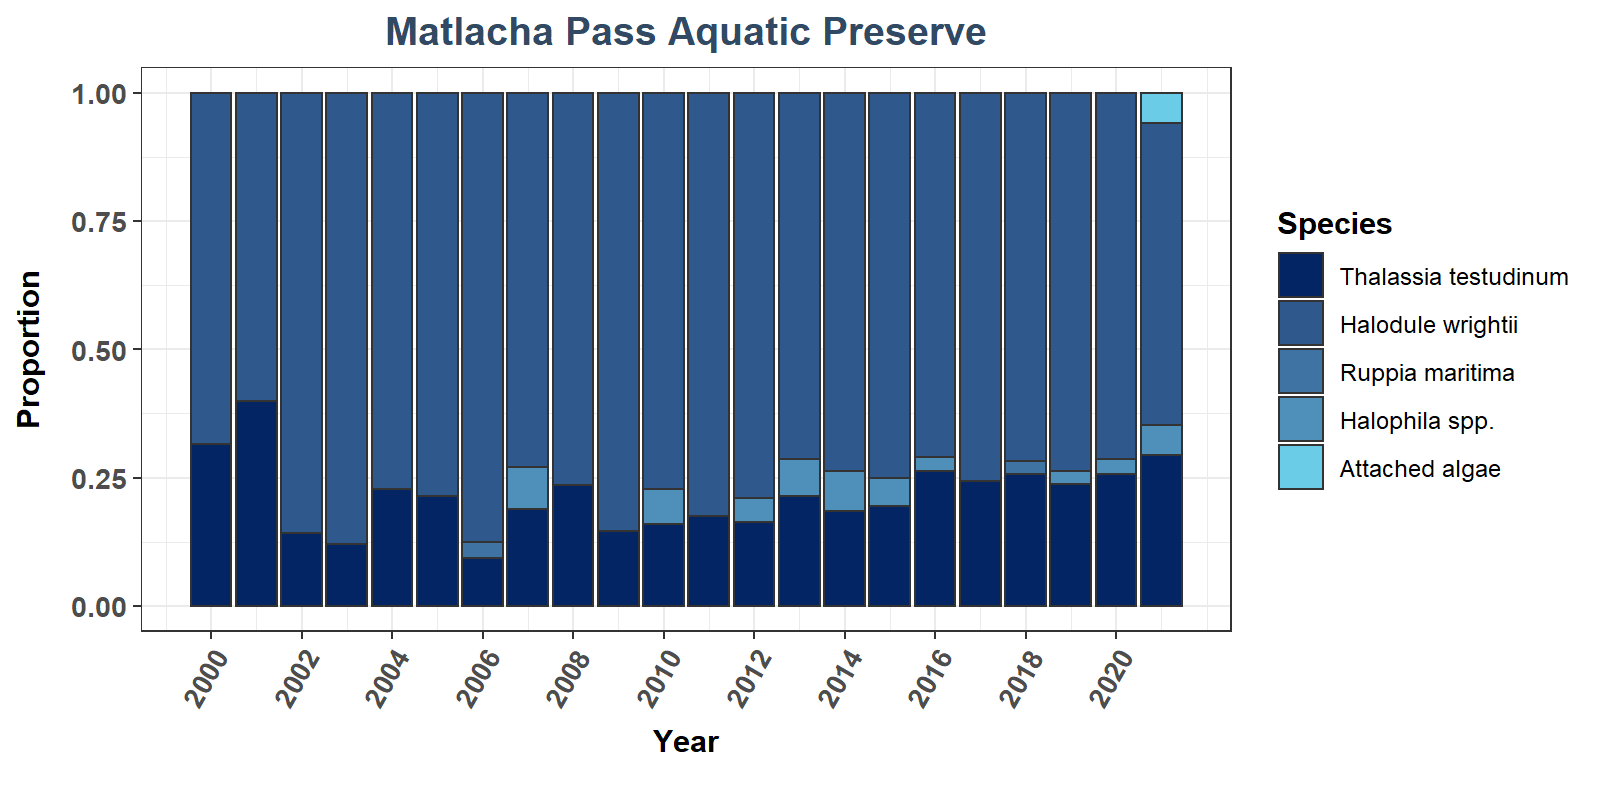 Matlacha Pass Aquatic Preserve
Proportion
1.00
0.75
0.50
0.25
0.00
2000
2002
2004
2006
2008
2010
2012
2014
2016
2018
2020
Year
Species
Thalassia testudinum
Halodule wrightii
Ruppia maritima
Halophila spp.
Attached algae